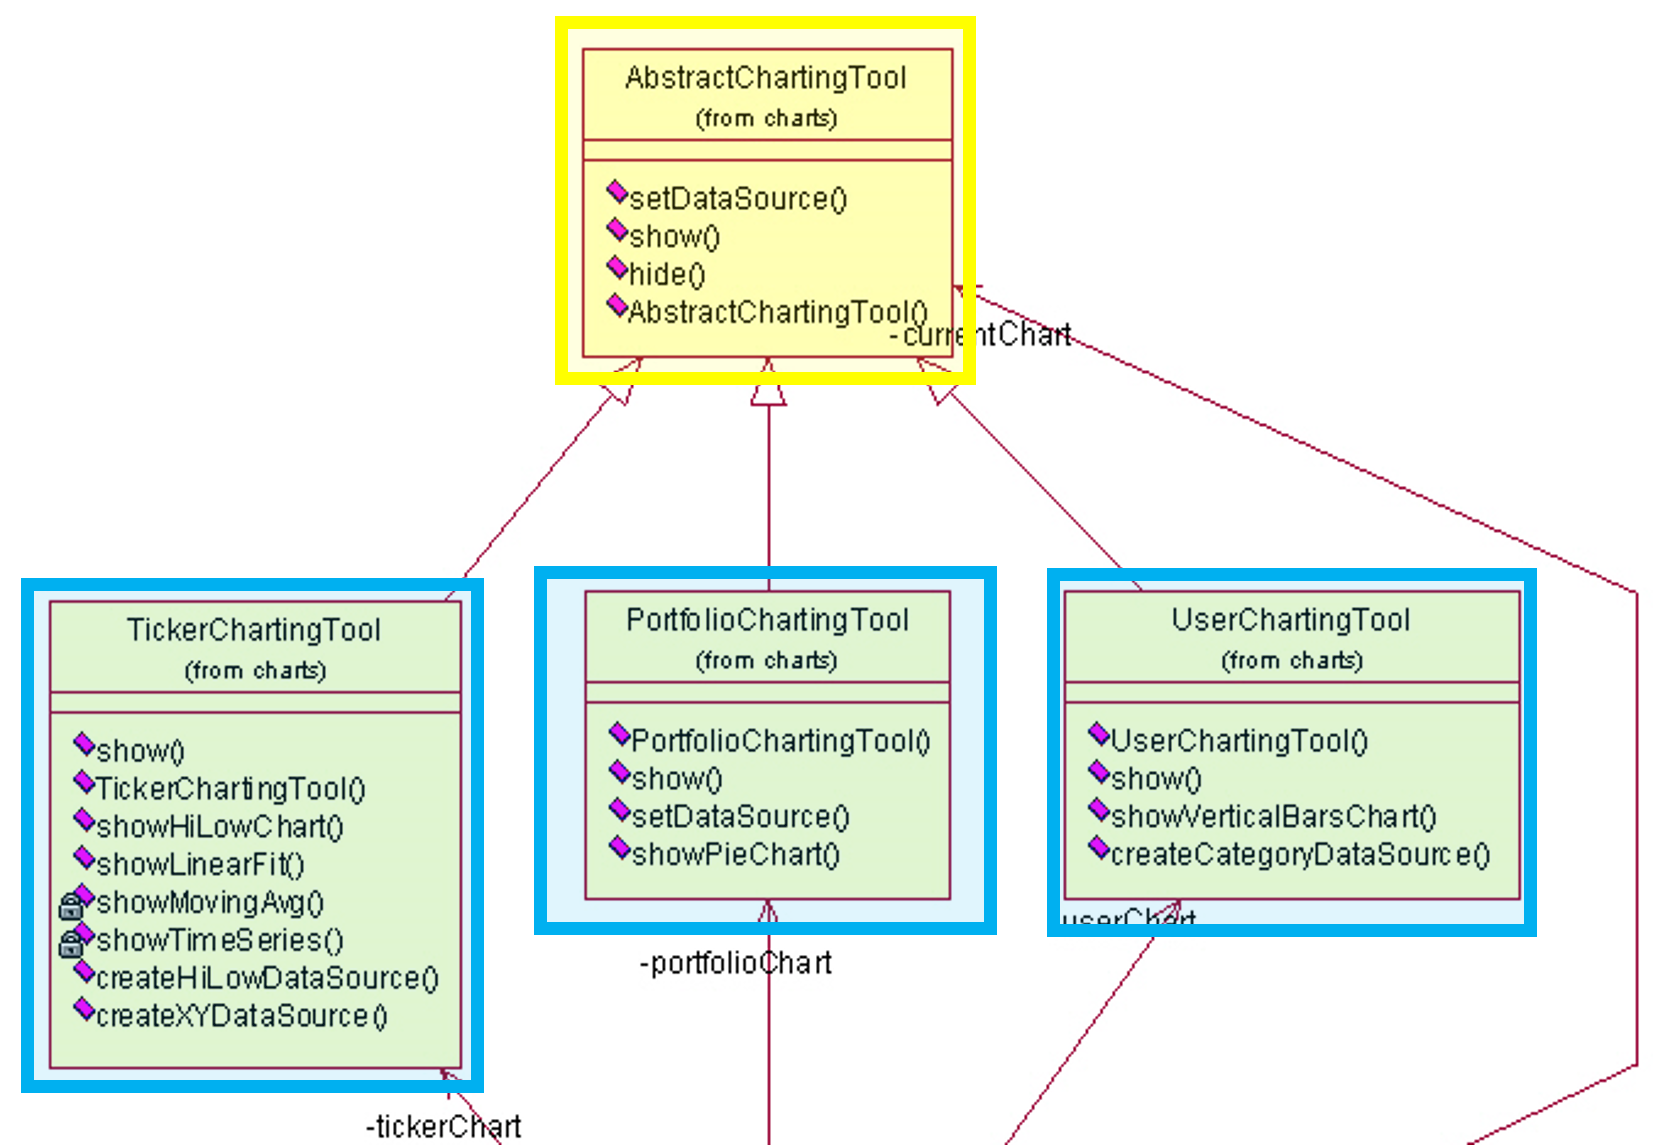 AbstractChartingTool
(from charts)
setDataSource()
show()
hide()
AbstractChartingTool()
-currentChart
TickerChartingTool
(from charts)
show()
TickerChartingTool()
showHiLowChart()
showLinearFit()
showMovingAvg()
showTimeSeries()
createHiLowDataSource()
createXYDataSource()
-tickerChart
PortfolioChartingTool
(from charts)
PortfolioChartingTool()
show()
setDataSource()
showPieChart()
-portfolioChart
UserChartingTool
(from charts)
UserChartingTool()
show()
showVerticalBarsChart()
createCategoryDataSource()
userChart